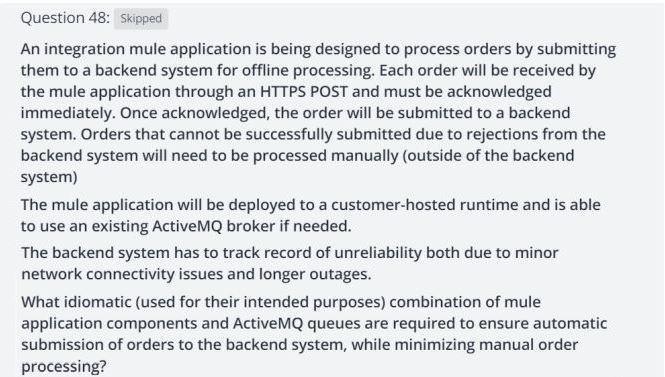 Question 48: Skipped
An integration mule application is being designed to process orders by submitting
them to a backend system for offline processing. Each order will be received by
the mule application through an HTTPS POST and must be acknowledged
immediately. Once acknowledged, the order will be submitted to a backend
system. Orders that cannot be successfully submitted due to rejections from the
backend system will need to be processed manually (outside of the backend
system)
The mule application will be deployed to a customer-hosted runtime and is able
to use an existing ActiveMQ broker if needed.
The backend system has to track record of unreliability both due to minor
network connectivity issues and longer outages.
What idiomatic (used for their intended purposes) combination of mule
application components and ActiveMQ queues are required to ensure automatic
submission of orders to the backend system, while minimizing manual order
processing?